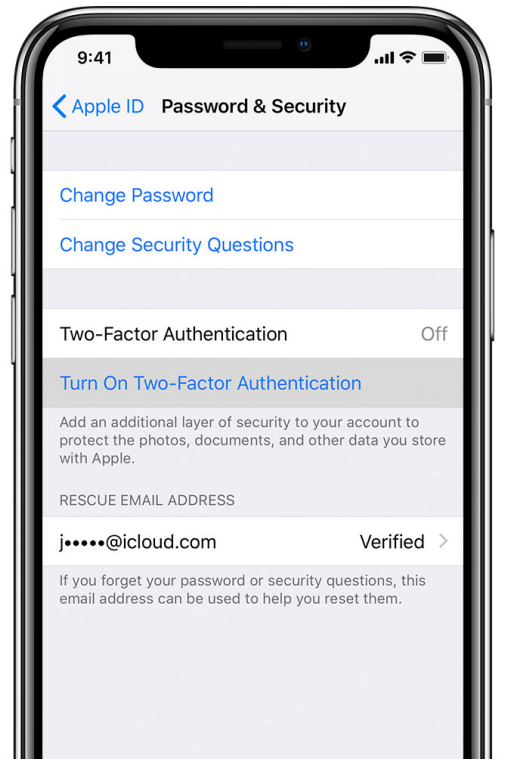 9:41
Apple ID Password & Security
Change Password
Change Security Questions
Two-Factor Authentication Off
Turn On Two-Factor Authentication
Add an additional layer of security to your account to
protect the photos, documents, and other data you store
with Apple.
RESCUE EMAIL ADDRESS
j•••••@icloud.com Verified
If you forget your password or security questions, this
email address can be used to help you reset them.